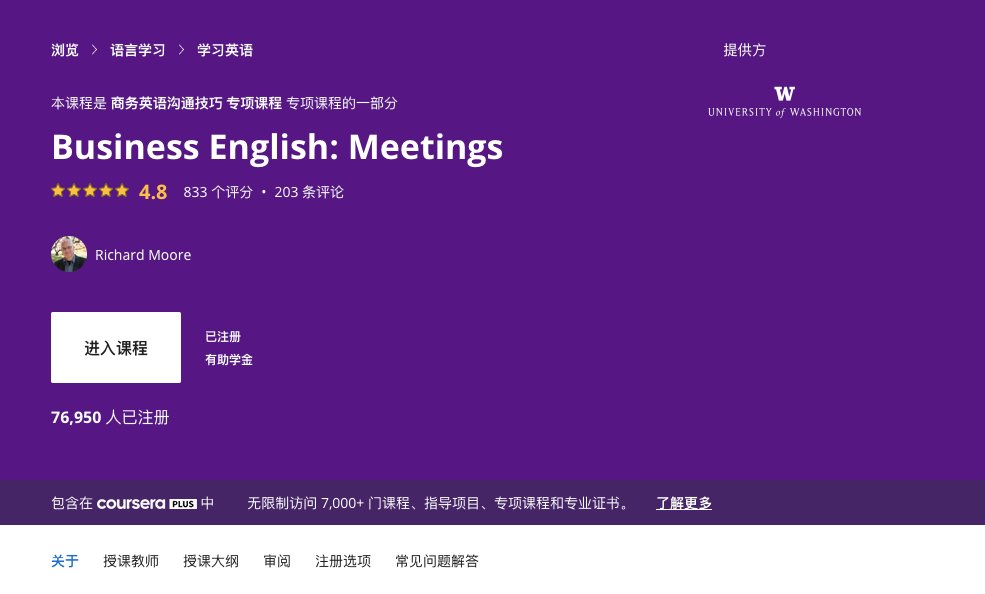 浏览 > 语言学习 > 学习英语
提供方
本课程是 商务英语沟通技巧 专项课程 专项课程的一部分
W
UNIVERSITY of WASHINGTON
Business English: Meetings
4.8 833 个评分 • 203 条评论
Richard Moore
进入课程
已注册
有助学金
76,950 人已注册
包含在 coursera PLUS 中 无限制访问 7,000+ 门课程、指导项目、专项课程和专业证书。 了解更多
关于 授课教师 授课大纲 审阅 注册选项 常见问题解答